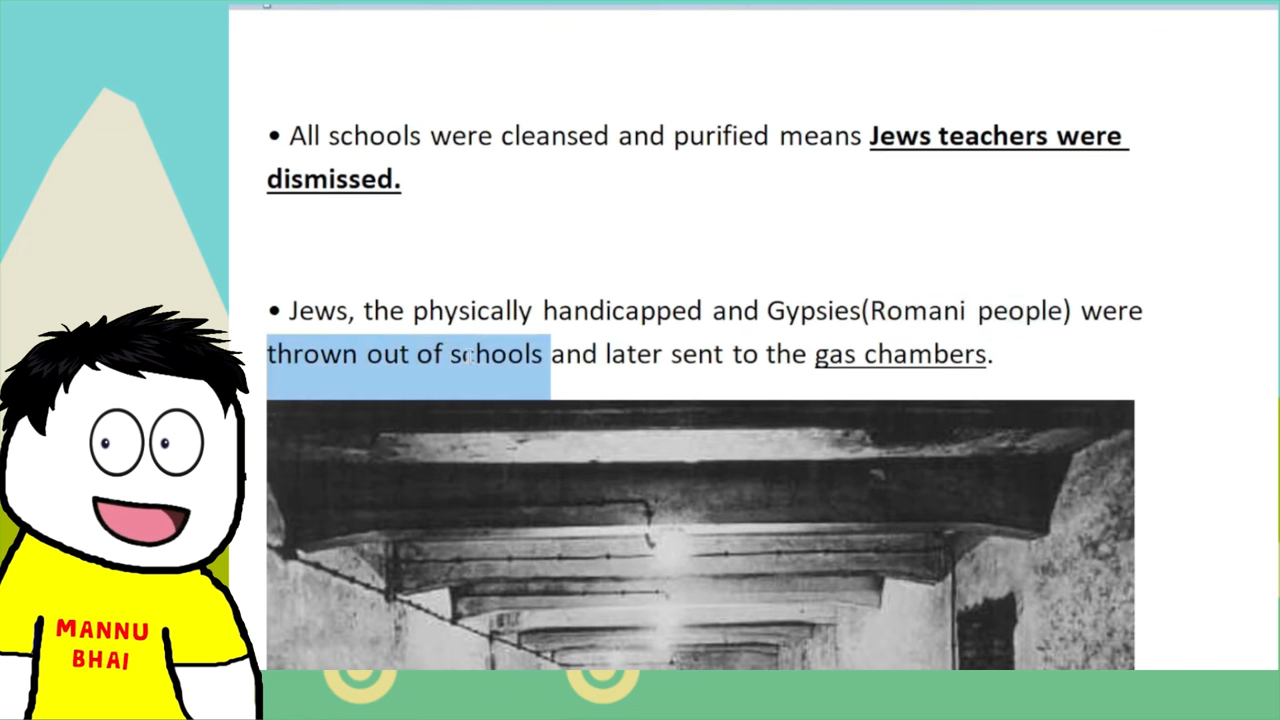 • All schools were cleansed and purified means Jews teachers were
dismissed.
• Jews, the physically handicapped and Gypsies(Romani people) were
thrown out of schools and later sent to the gas chambers.
MANNU
BHAI